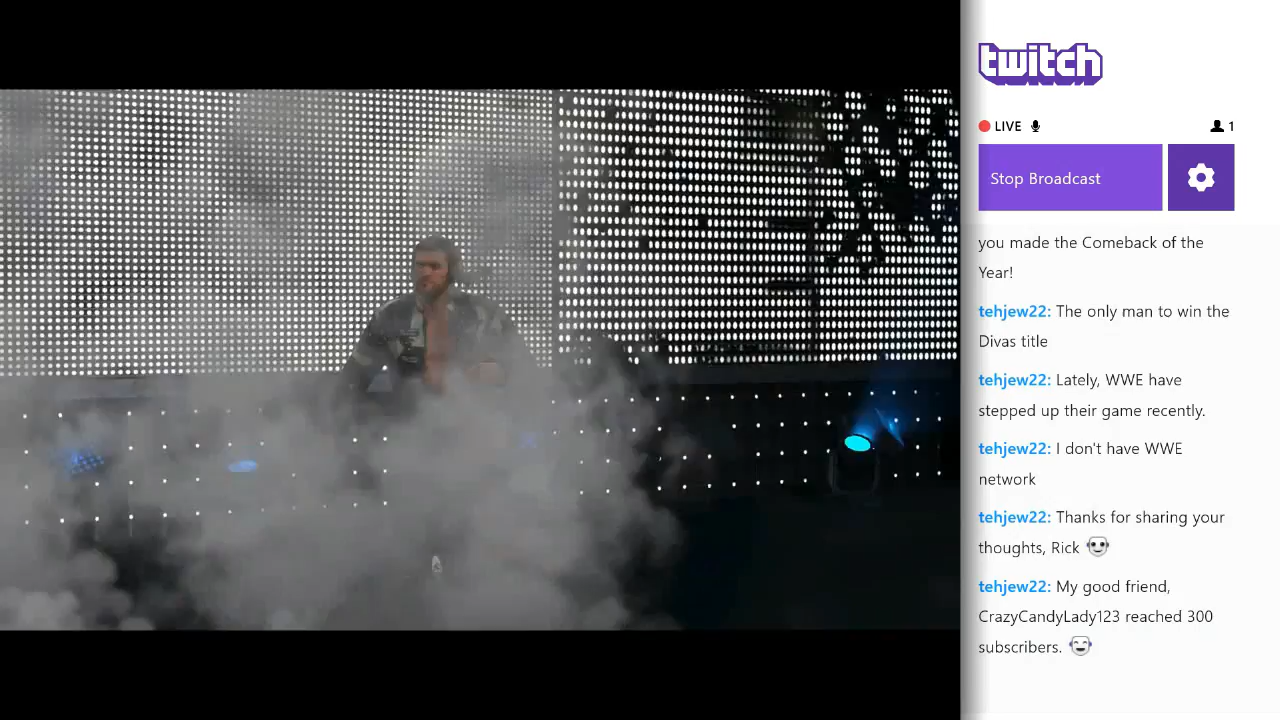 twitch
LIVE 1
Stop Broadcast
you made the Comeback of the
Year!
tehjew22: The only man to win the
Divas title
tehjew22: Lately, WWE have
stepped up their game recently.
tehjew22: I don't have WWE
network
tehjew22: Thanks for sharing your
thoughts, Rick
tehjew22: My good friend,
CrazyCandyLady123 reached 300
subscribers.